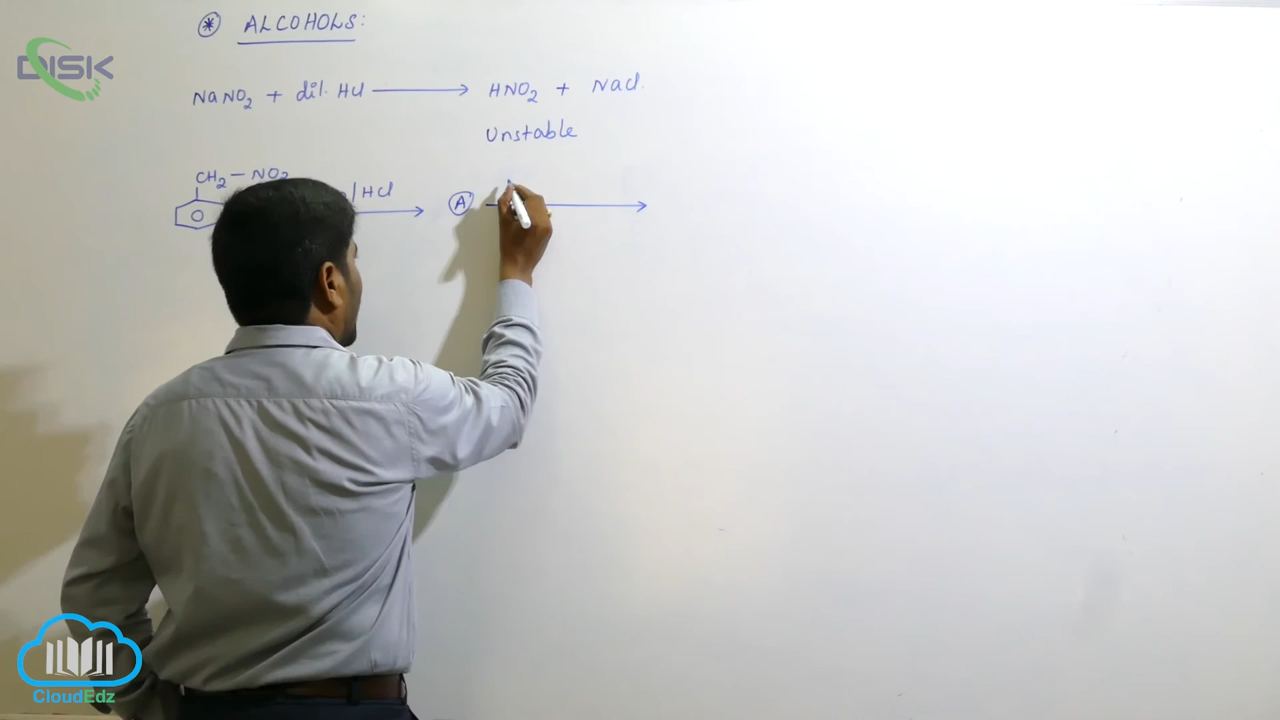 DISK
* ALCOHOLS:
NaNO2 + dil. HCl → HNO2 + NaCl.
Unstable
CH2 – NO2
/HCl → A →
CloudEdz